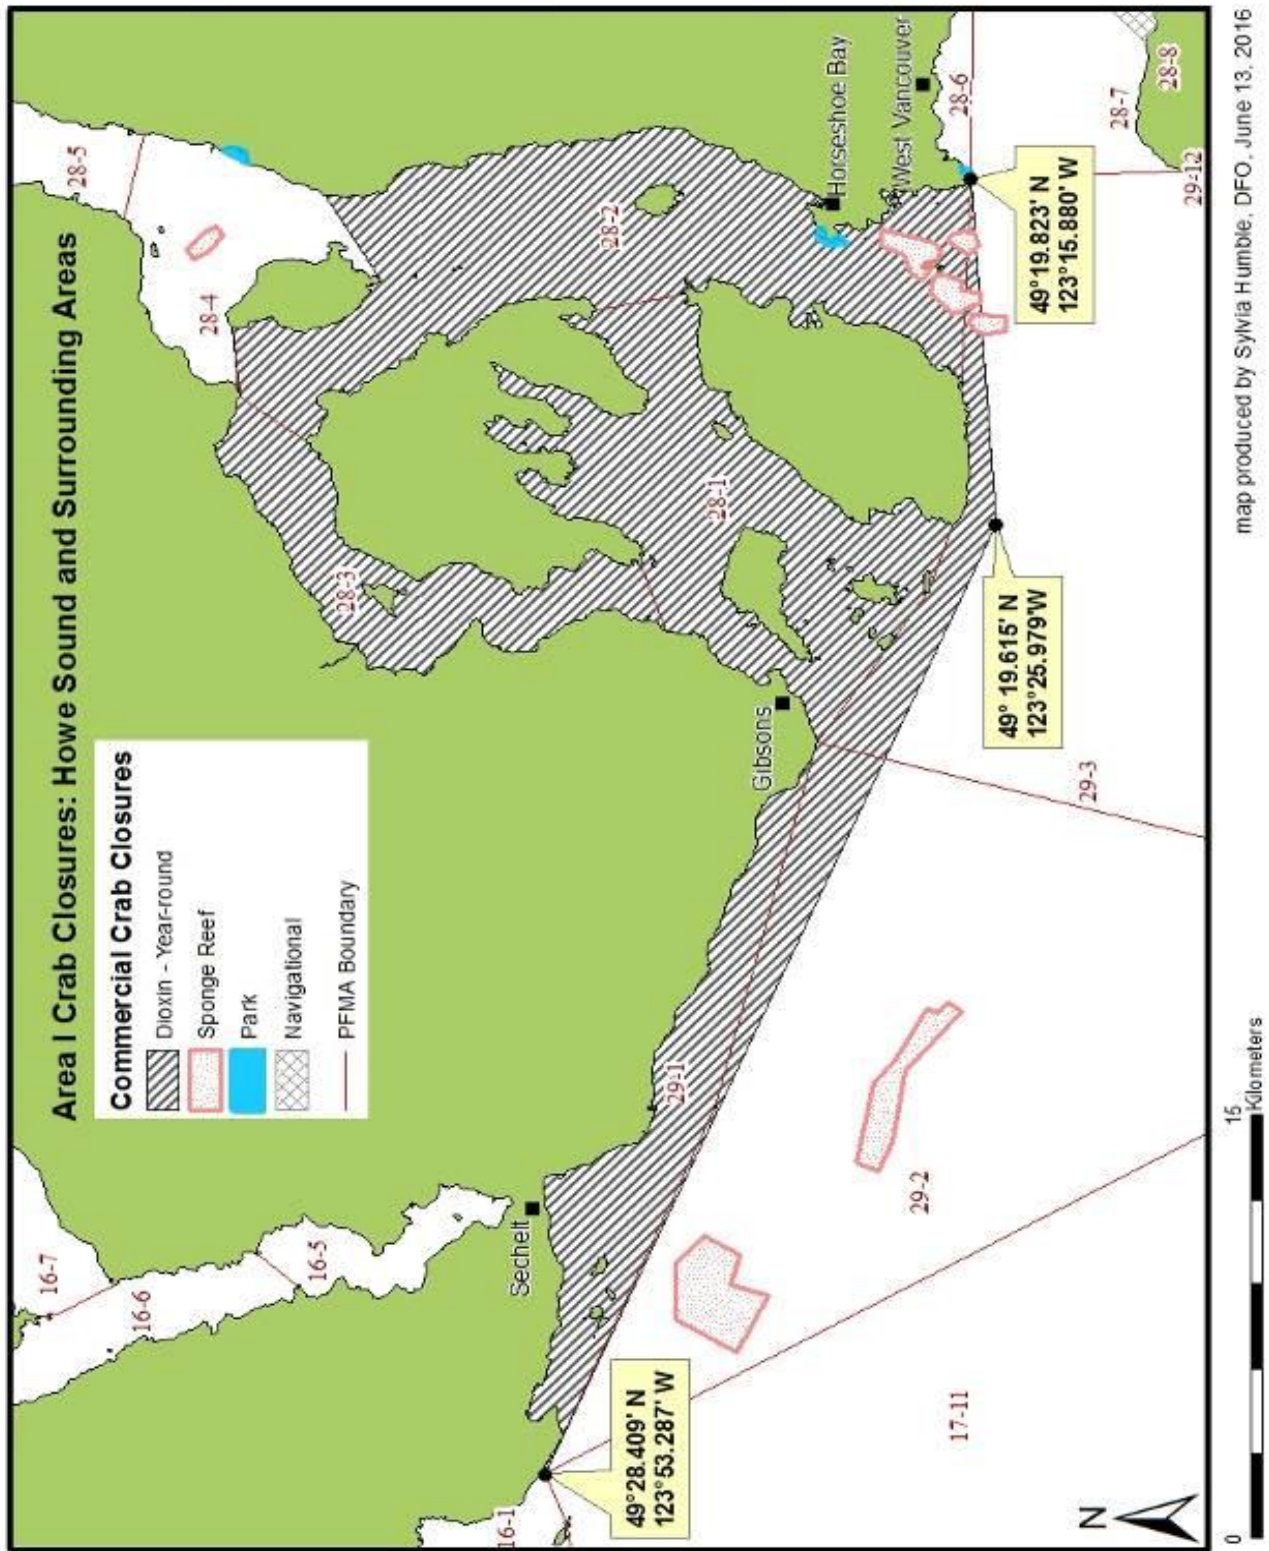 Area I Crab Closures: Howe Sound and Surrounding Areas
Commercial Crab Closures
Dioxin - Year-round
Sponge Reef
Park
Navigational
PFMA Boundary
16-7
16-6
16-5
16-1
28-5
28-4
28-3
28-2
28-1
Sechelt
Gibsons
Horseshoe Bay
West Vancouver
28-6
28-7
28-8
29-12
29-1
29-2
29-3
17-11
49°28.409' N
123°53.287' W
49° 19.615' N
123°25.979'W
49°19.823' N
123°15.880' W
N
0
15
Kilometers
map produced by Sylvia Humble, DFO, June 13, 2016